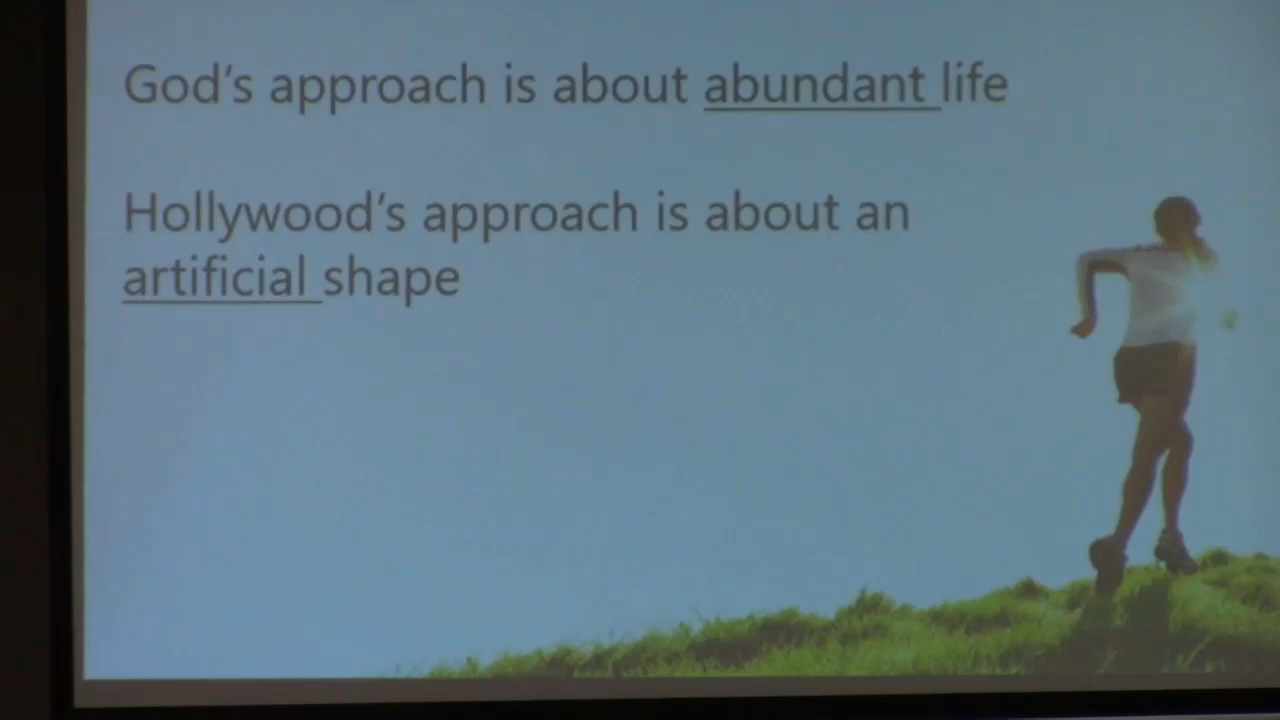 God's approach is about abundant life
Hollywood's approach is about an
artificial shape